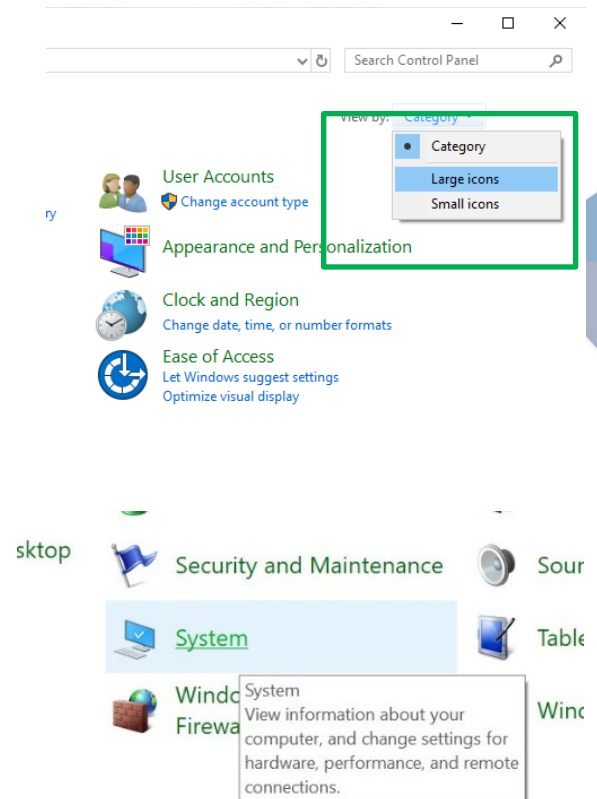 Search Control Panel
View by: Category
Category
Large icons
Small icons
User Accounts
Change account type
ry
Appearance and Personalization
Clock and Region
Change date, time, or number formats
Ease of Access
Let Windows suggest settings
Optimize visual display
sktop
Security and Maintenance
Sour
System
Table
Windo
Firewa
Wind
System
View information about your
computer, and change settings for
hardware, performance, and remote
connections.